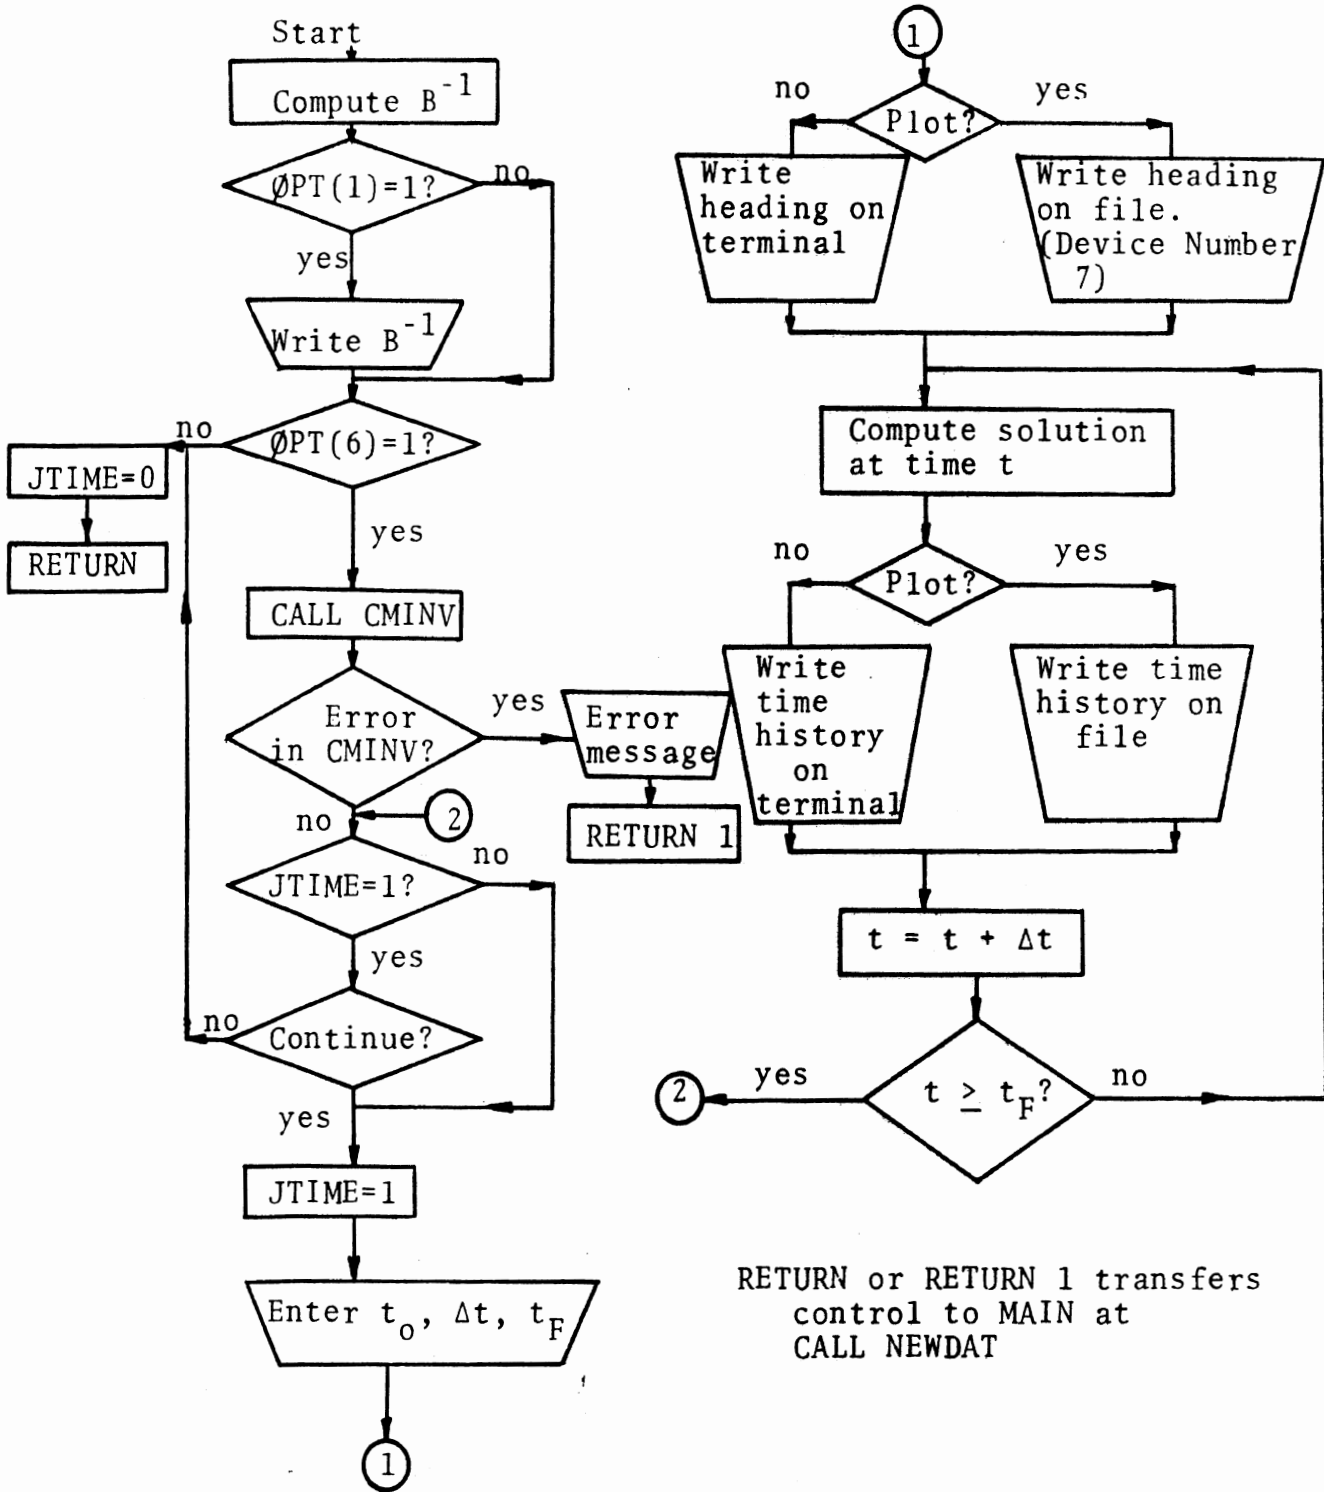 Start
Compute B⁻¹
ØPT(1)=1?
no
yes
Write B⁻¹
ØPT(6)=1?
no
JTIME=0
RETURN
yes
CALL CMINV
Error
in CMINV?
yes
Error
message
RETURN 1
no
2
JTIME=1?
no
yes
Continue?
no
yes
JTIME=1
Enter t₀, Δt, t_F
1
1
Plot?
no
yes
Write
heading on
terminal
Write heading
on file.
(Device Number
7)
Compute solution
at time t
Plot?
no
yes
Write
time
history
on
terminal
Write time
history on
file
t = t + Δt
t ≥ t_F?
yes
no
2
RETURN or RETURN 1 transfers
control to MAIN at
CALL NEWDAT